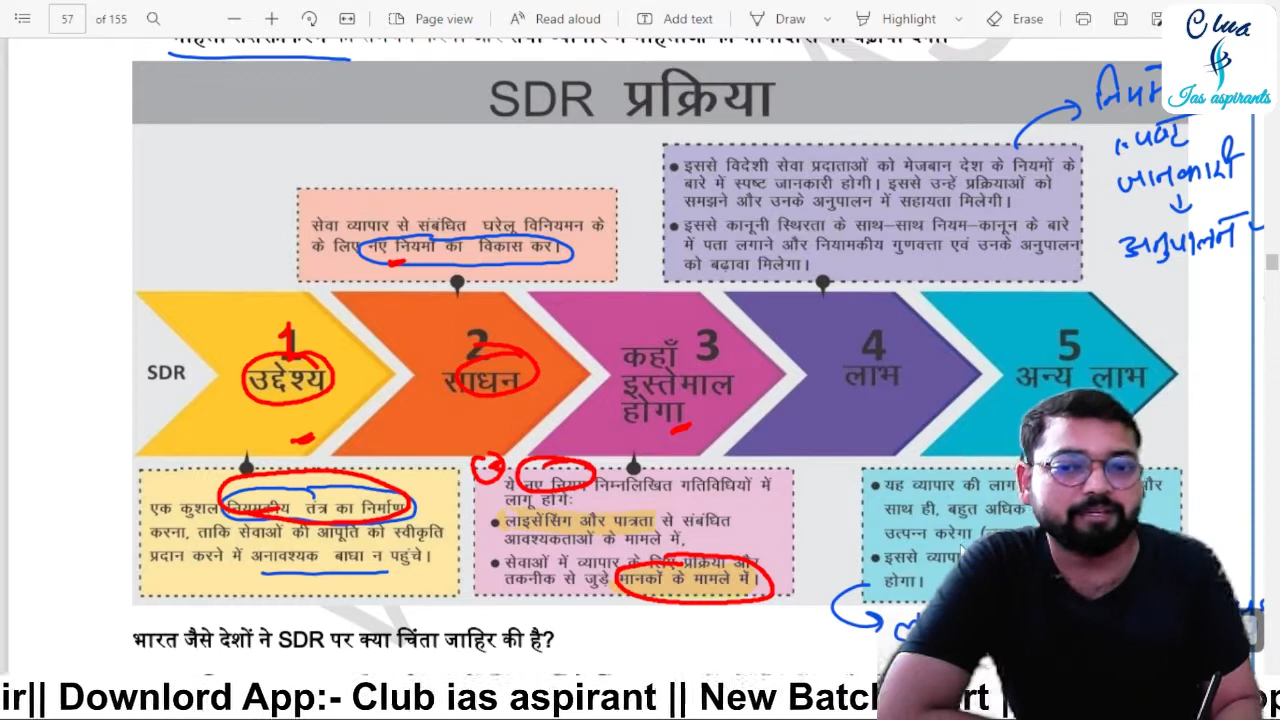 57 of 155
Page view
Read aloud
Add text
Draw
Highlight
Erase
Clua
Ias aspirants
SDR प्रक्रिया
स्पष्ट
जानकारी
अनुपालन
सेवा व्यापार से संबंधित घरेलू विनियमन के
के लिए नए नियमों का विकास कर।
इससे विदेशी सेवा प्रदाताओं को मेजबान देश के नियमों के
बारे में स्पष्ट जानकारी होगी। इससे उन्हें प्रक्रियाओं को
समझने और उनके अनुपालन में सहायता मिलेगी।
इससे कानूनी स्थिरता के साथ–साथ नियम–कानून के बारे
में पता लगाने और नियामकीय गुणवत्ता एवं उनके अनुपालन
को बढ़ावा मिलेगा।
SDR
1
उद्देश्य
2
साधन
3
कहाँ
इस्तेमाल
होगा
4
लाभ
5
अन्य लाभ
एक कुशल नियामकीय तंत्र का निर्माण
करना, ताकि सेवाओं की आपूर्ति को स्वीकृति
प्रदान करने में अनावश्यक बाधा न पहुंचे।
ये नए नियम निम्नलिखित गतिविधियों में
लागू होंगेः
लाइसेंसिंग और पात्रता से संबंधित
आवश्यकताओं के मामले में,
सेवाओं में व्यापार के लिए प्रक्रिया और
तकनीक से जुड़े मानकों के मामले में।
यह व्यापार की लाग और
साथ ही, बहुत अधिक
उत्पन्न करेगा
इससे व्यापा
होगा।
भारत जैसे देशों ने SDR पर क्या चिंता जाहिर की है?
ir|| Downlord App:- Club ias aspirant || New Batch